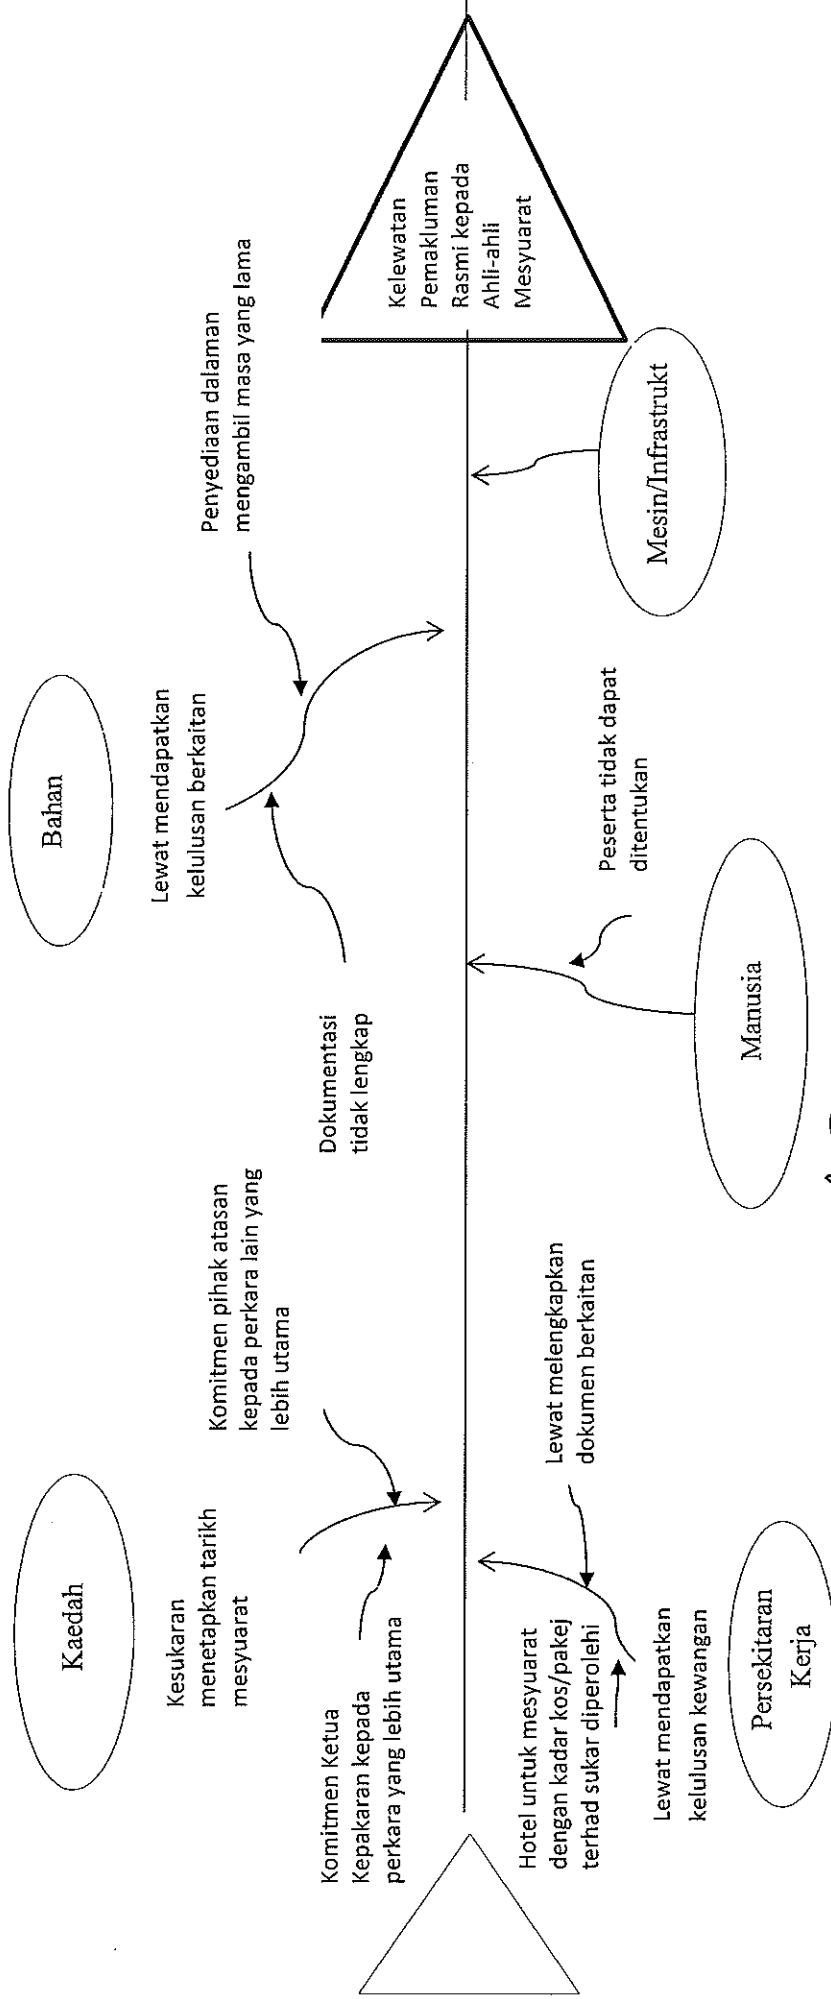 Kaedah
Kesukaran
menetapkan tarikh
mesyuarat
Komitmen Ketua
Kepakaran kepada
perkara yang lebih utama
Komitmen pihak atasan
kepada perkara lain yang
lebih utama
Bahan
Lewat mendapatkan
kelulusan berkaitan
Dokumentasi
tidak lengkap
Penyediaan dalaman
mengambil masa yang lama
Kelewatan
Pemakluman
Rasmi kepada
Ahli-ahli
Mesyuarat
Hotel untuk mesyuarat
dengan kadar kos/pakej
terhad sukar diperolehi
Lewat melengkapkan
dokumen berkaitan
Lewat mendapatkan
kelulusan kewangan
Persekitaran
Kerja
Peserta tidak dapat
ditentukan
Manusia
Mesin/Infrastrukt